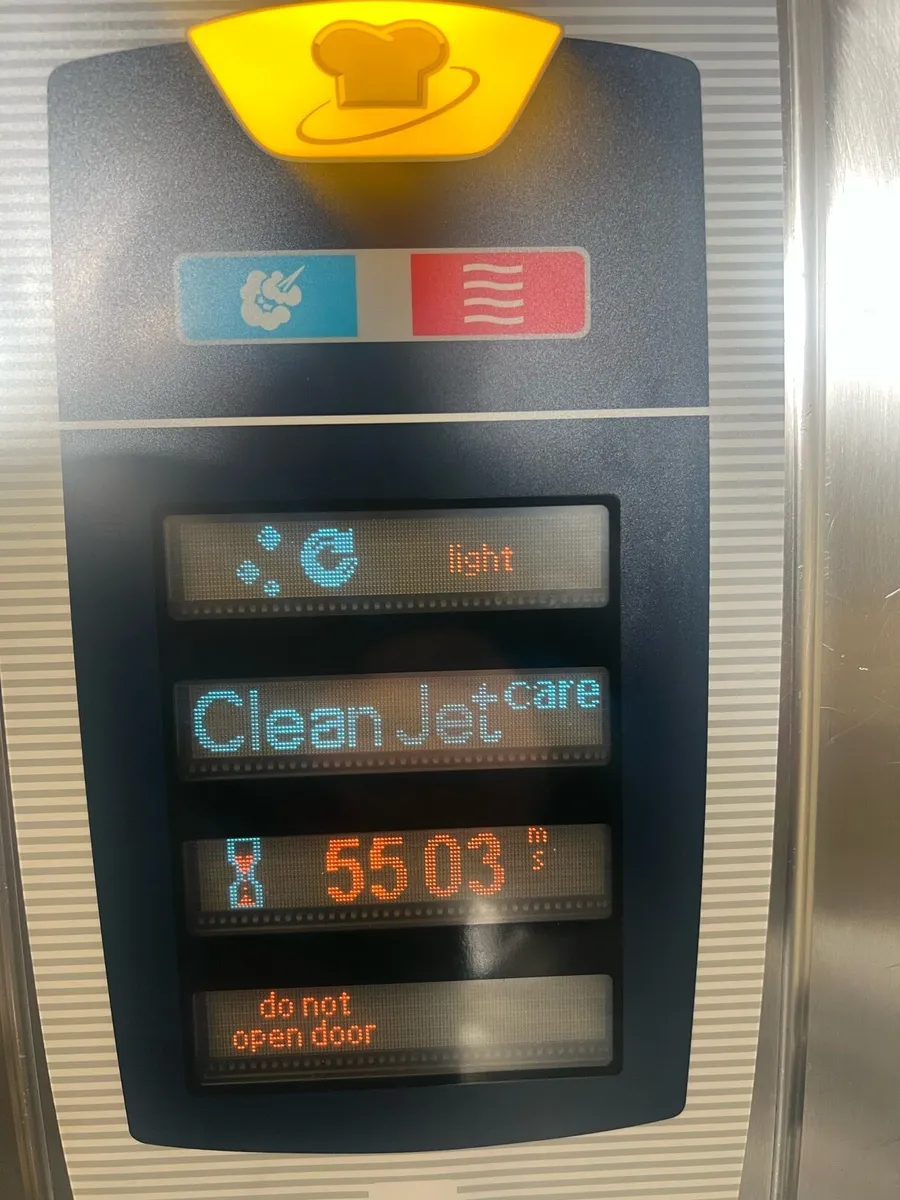 light
CleanJet care
55 03 m s
do not
open door